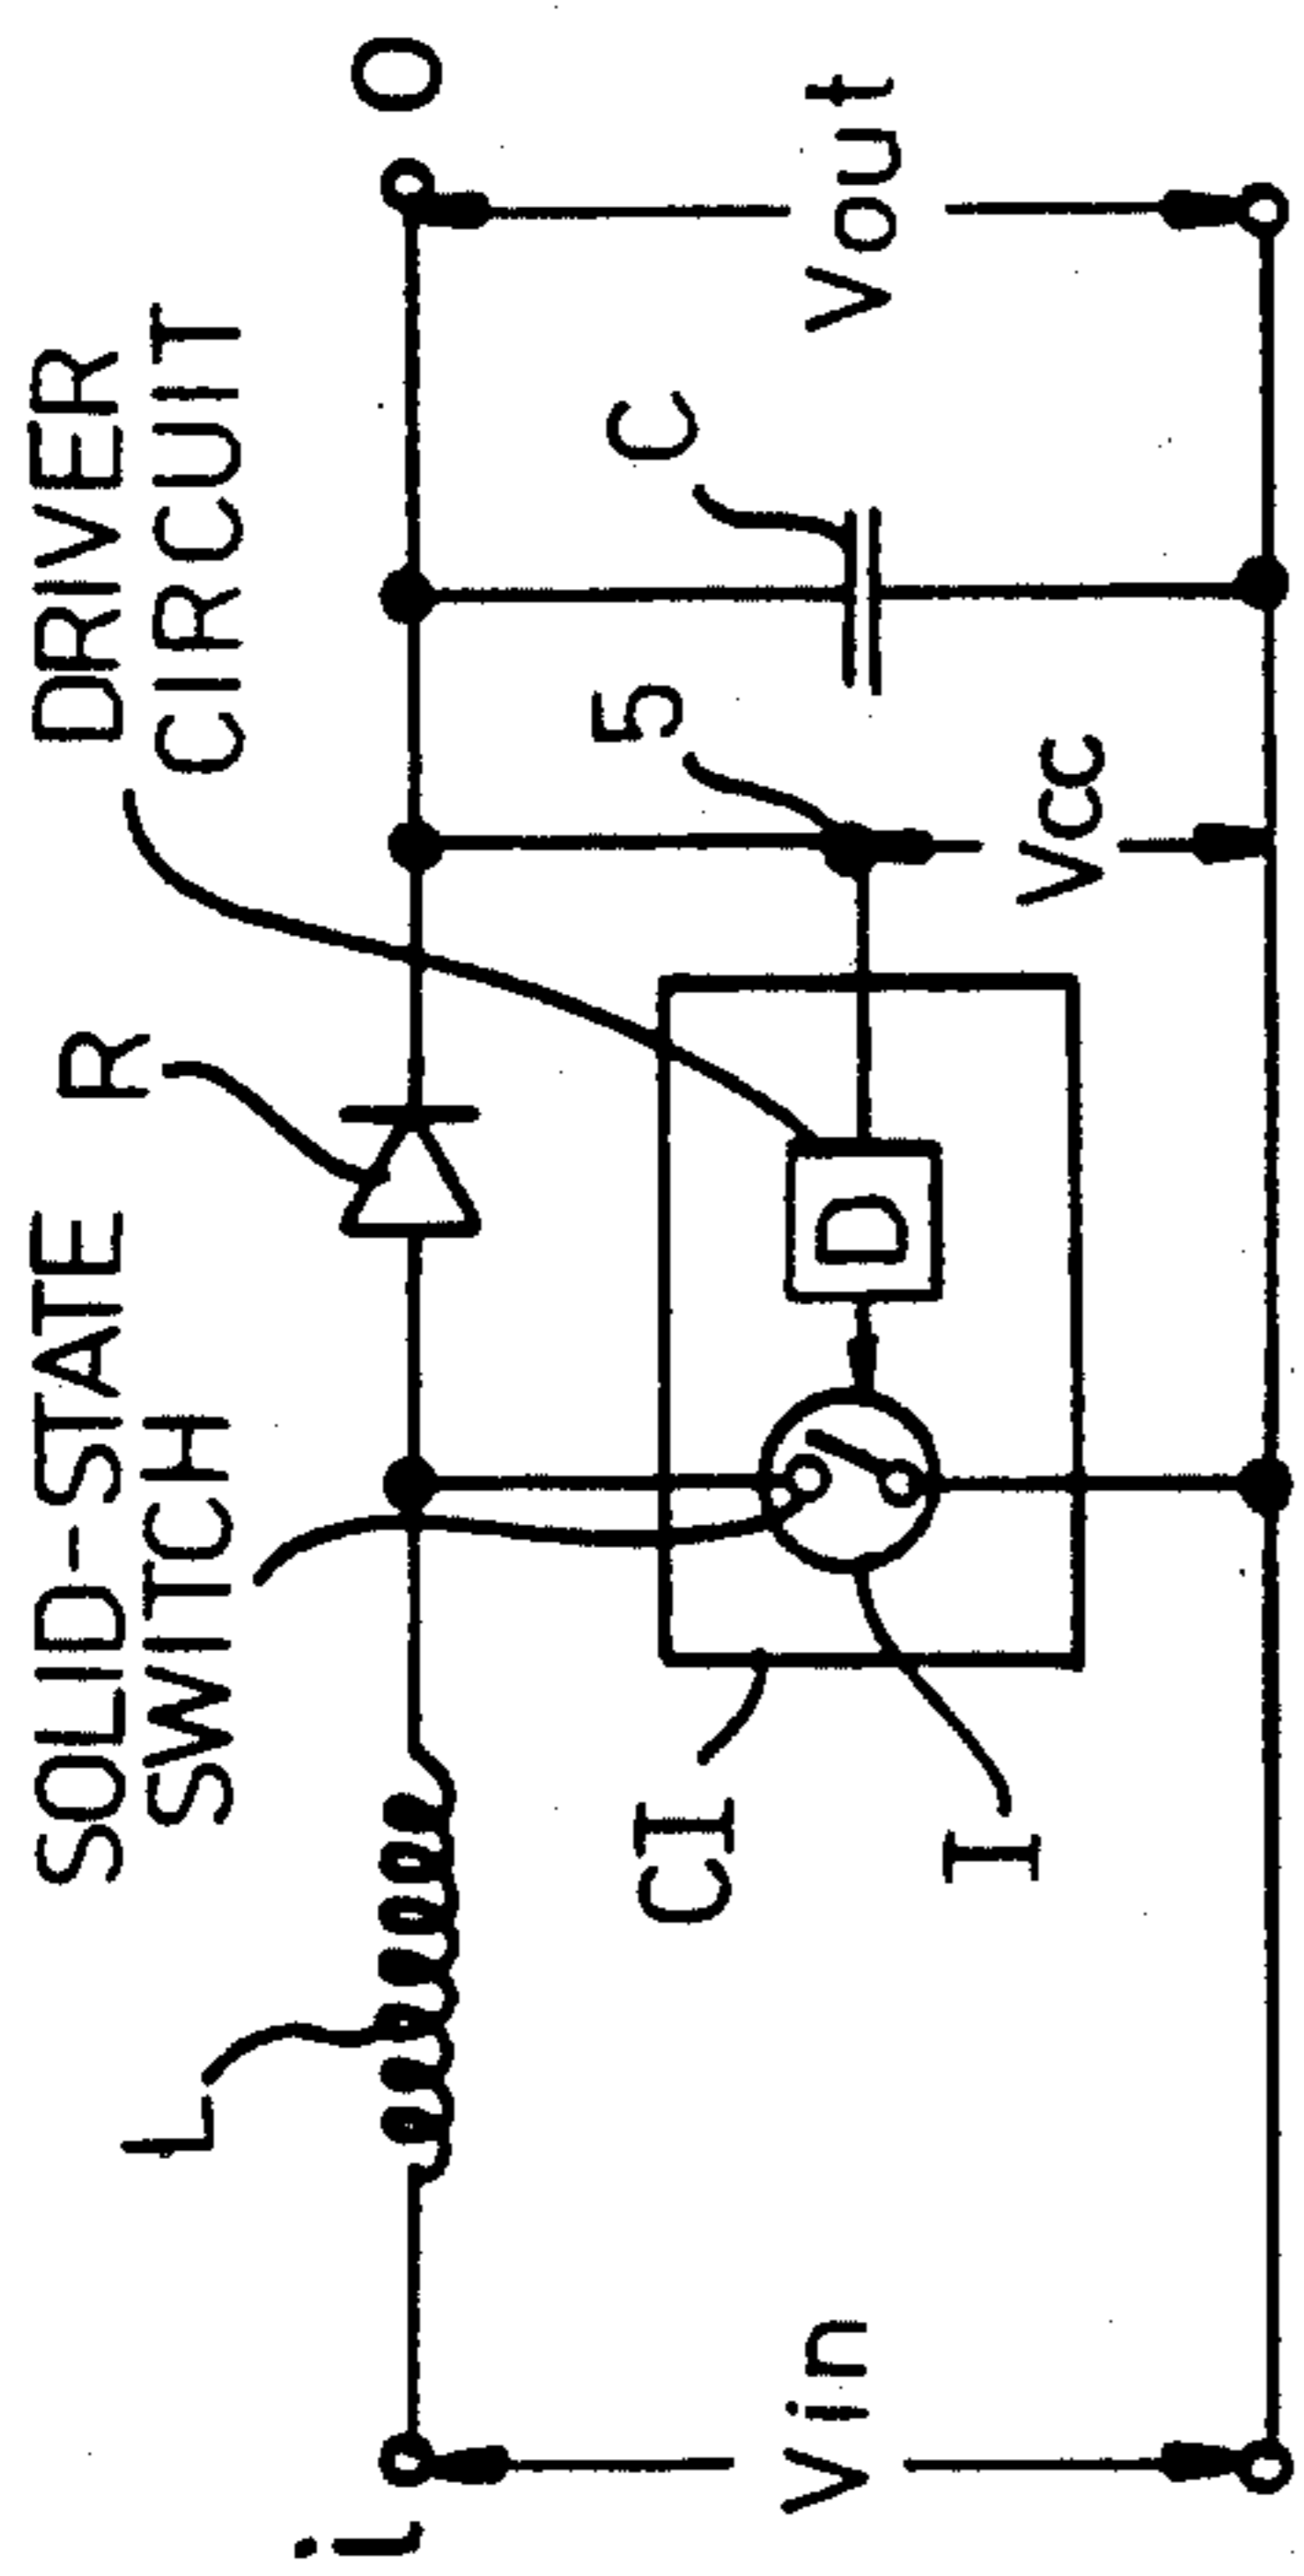 SOLID-STATE
SWITCH
DRIVER
CIRCUIT
L
R
i
O
5
C
CI
D
Vin
I
Vcc
Vout